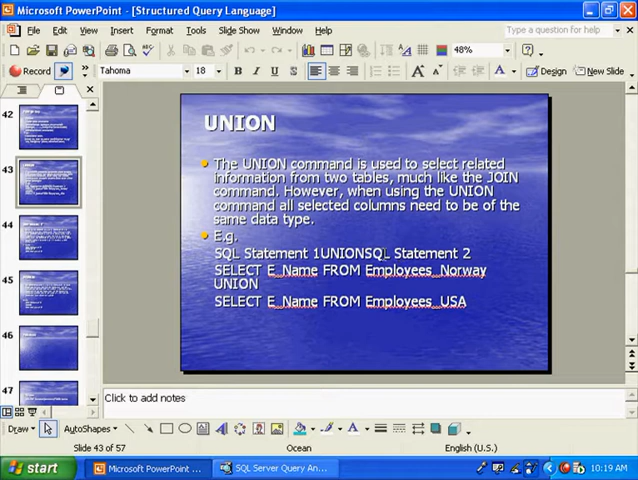 Microsoft PowerPoint - [Structured Query Language]
File Edit View Insert Format Tools Slide Show Window Help
Type a question for help
48%
Record
Tahoma
18
B I U S
Design
New Slide
42
43
44
45
46
47
UNION
The UNION command is used to select related
information from two tables, much like the JOIN
command. However, when using the UNION
command all selected columns need to be of the
same data type.
E.g.
SQL Statement 1UNIONSQL Statement 2
SELECT E_Name FROM Employees_Norway
UNION
SELECT E_Name FROM Employees_USA
Click to add notes
Draw
AutoShapes
Slide 43 of 57
Ocean
English (U.S.)
start
Microsoft PowerPoint - ...
SQL Server Query An...
10:19 AM